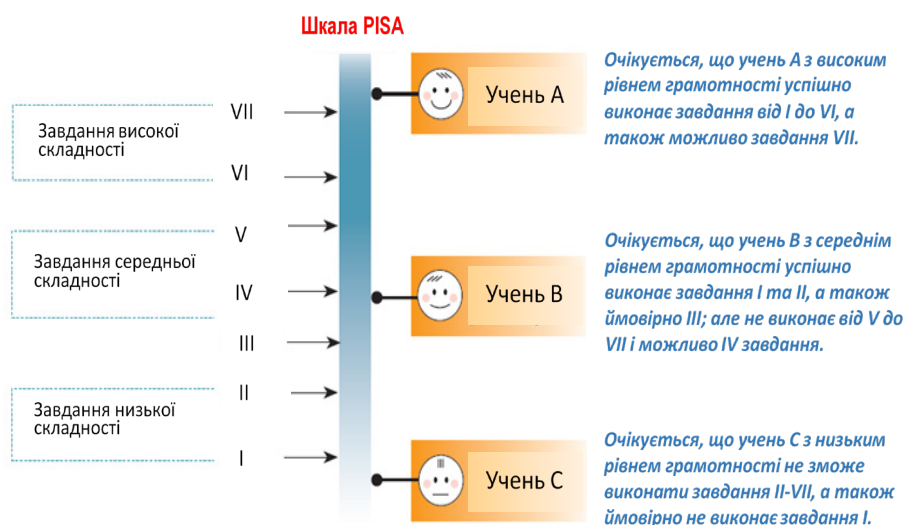 Шкала PISA
Завдання високої
складності
Завдання середньої
складності
Завдання низької
складності
VII
VI
V
IV
III
II
I
Учень А
Очікується, що учень А з високим
рівнем грамотності успішно
виконає завдання від I до VI, а
також можливо завдання VII.
Учень В
Очікується, що учень В з середнім
рівнем грамотності успішно
виконає завдання I та II, а також
ймовірно III; але не виконає від V до
VII і можливо IV завдання.
Учень С
Очікується, що учень С з низьким
рівнем грамотності не зможе
виконати завдання II-VII, а також
ймовірно не виконає завдання I.